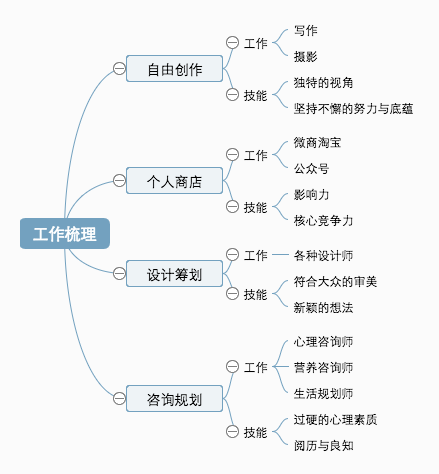 工作梳理
自由创作
工作
写作
摄影
技能
独特的视角
坚持不懈的努力与底蕴
个人商店
工作
微商淘宝
公众号
技能
影响力
核心竞争力
设计筹划
工作
各种设计师
技能
符合大众的审美
新颖的想法
咨询规划
工作
心理咨询师
营养咨询师
生活规划师
技能
过硬的心理素质
阅历与良知